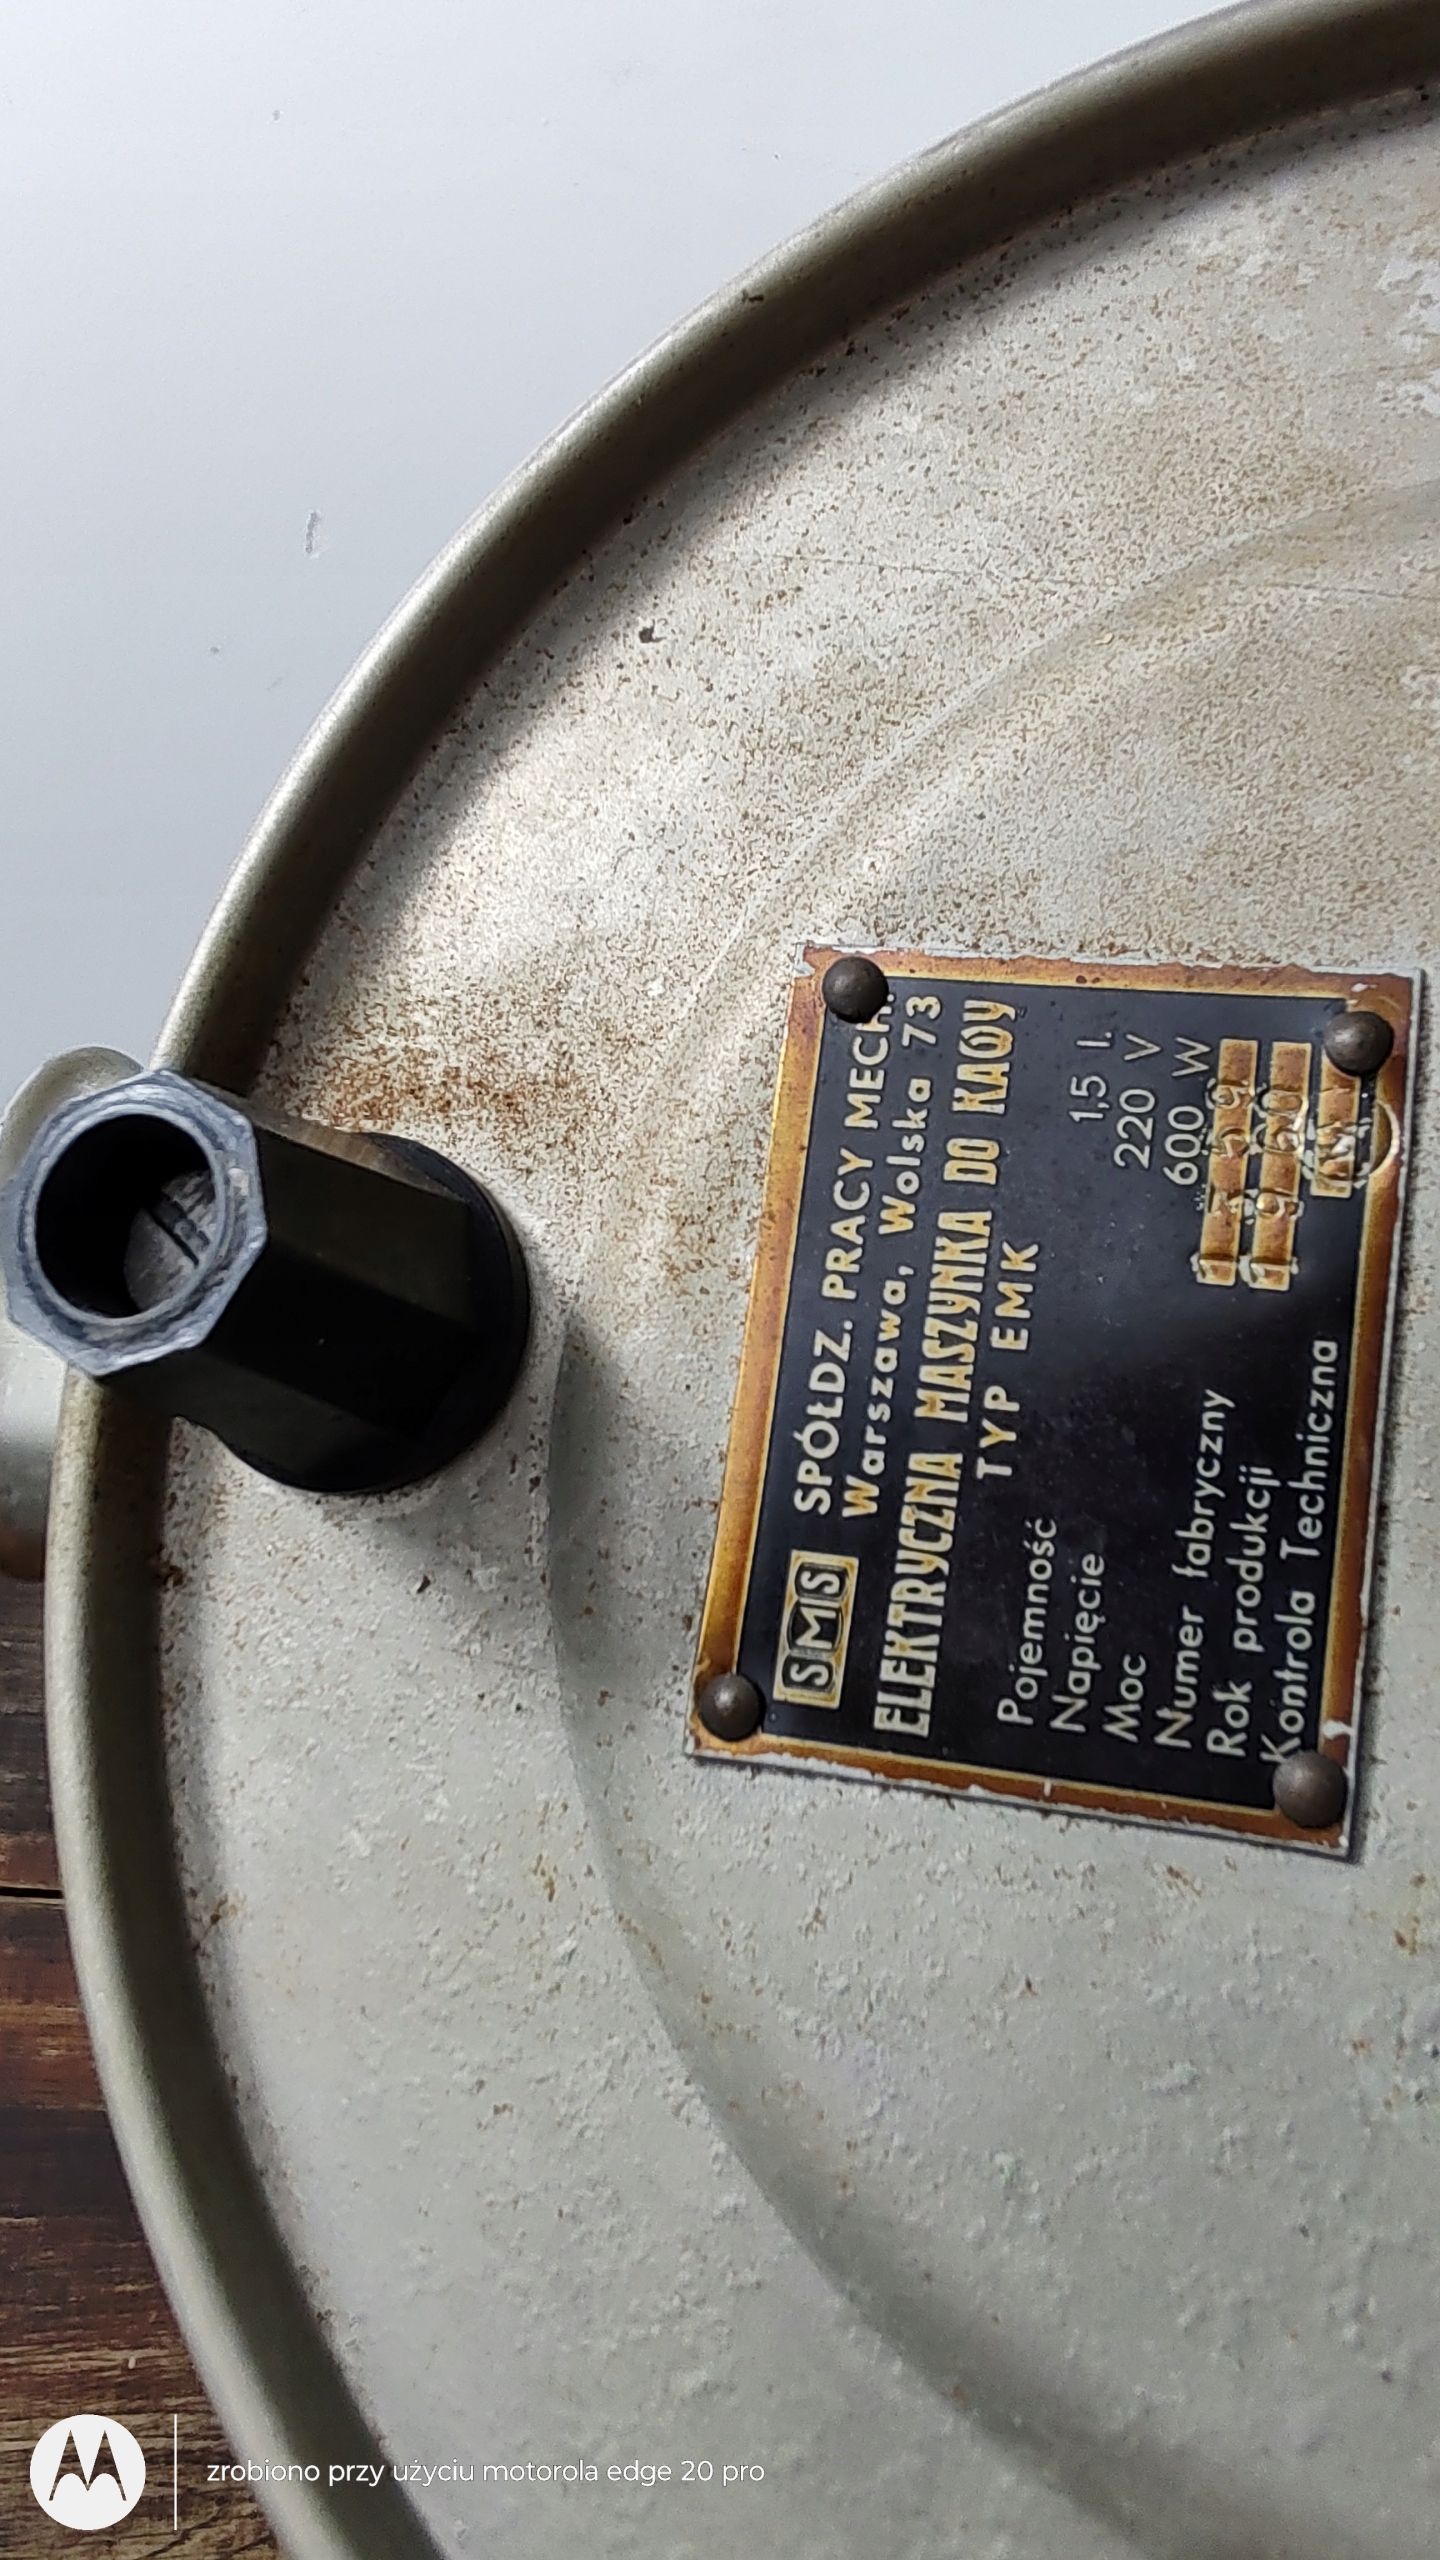 SMS
SPÓŁDZ. PRACY MECH.
Warszawa, Wolska 73
ELEKTRYCZNA MASZYNKA DO KAWY
TYP EMK
Pojemność 1,5 l.
Napięcie 220 V
Moc 600 W
Numer fabryczny
Rok produkcji 1960
Kontrola Techniczna
zrobiono przy użyciu motorola edge 20 pro